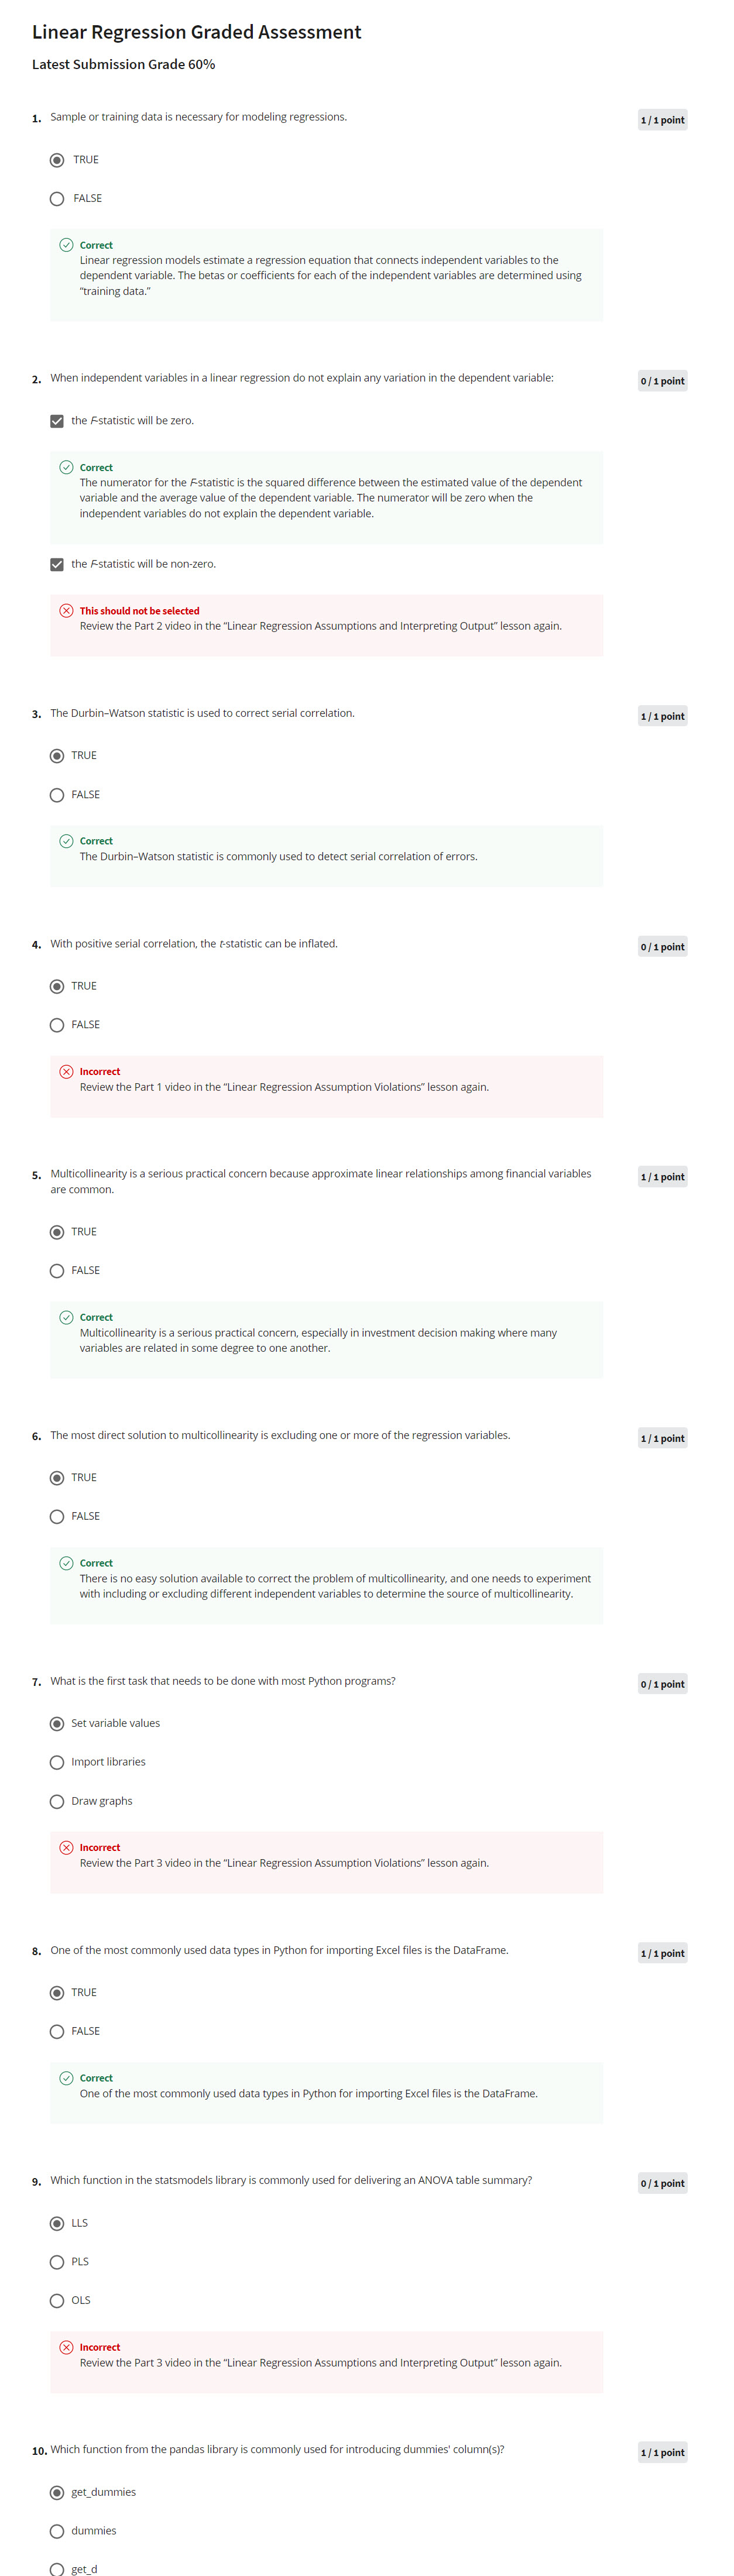 Linear Regression Graded Assessment
Latest Submission Grade 60%
1. Sample or training data is necessary for modeling regressions.
1 / 1 point
TRUE
FALSE
Correct
Linear regression models estimate a regression equation that connects independent variables to the
dependent variable. The betas or coefficients for each of the independent variables are determined using
"training data."
2. When independent variables in a linear regression do not explain any variation in the dependent variable:
0 / 1 point
the F-statistic will be zero.
Correct
The numerator for the F-statistic is the squared difference between the estimated value of the dependent
variable and the average value of the dependent variable. The numerator will be zero when the
independent variables do not explain the dependent variable.
the F-statistic will be non-zero.
This should not be selected
Review the Part 2 video in the “Linear Regression Assumptions and Interpreting Output” lesson again.
3. The Durbin–Watson statistic is used to correct serial correlation.
1 / 1 point
TRUE
FALSE
Correct
The Durbin–Watson statistic is commonly used to detect serial correlation of errors.
4. With positive serial correlation, the t-statistic can be inflated.
0 / 1 point
TRUE
FALSE
Incorrect
Review the Part 1 video in the “Linear Regression Assumption Violations” lesson again.
5. Multicollinearity is a serious practical concern because approximate linear relationships among financial variables
are common.
1 / 1 point
TRUE
FALSE
Correct
Multicollinearity is a serious practical concern, especially in investment decision making where many
variables are related in some degree to one another.
6. The most direct solution to multicollinearity is excluding one or more of the regression variables.
1 / 1 point
TRUE
FALSE
Correct
There is no easy solution available to correct the problem of multicollinearity, and one needs to experiment
with including or excluding different independent variables to determine the source of multicollinearity.
7. What is the first task that needs to be done with most Python programs?
0 / 1 point
Set variable values
Import libraries
Draw graphs
Incorrect
Review the Part 3 video in the “Linear Regression Assumption Violations” lesson again.
8. One of the most commonly used data types in Python for importing Excel files is the DataFrame.
1 / 1 point
TRUE
FALSE
Correct
One of the most commonly used data types in Python for importing Excel files is the DataFrame.
9. Which function in the statsmodels library is commonly used for delivering an ANOVA table summary?
0 / 1 point
LLS
PLS
OLS
Incorrect
Review the Part 3 video in the “Linear Regression Assumptions and Interpreting Output” lesson again.
10. Which function from the pandas library is commonly used for introducing dummies' column(s)?
1 / 1 point
get_dummies
dummies
get_d